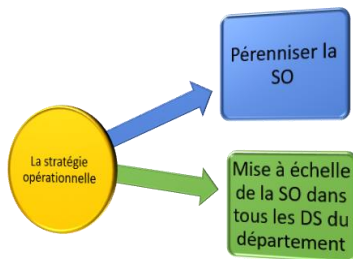 Pérenniser la
SO
La stratégie
opérationnelle
Mise à échelle
de la SO dans
tous les DS du
département